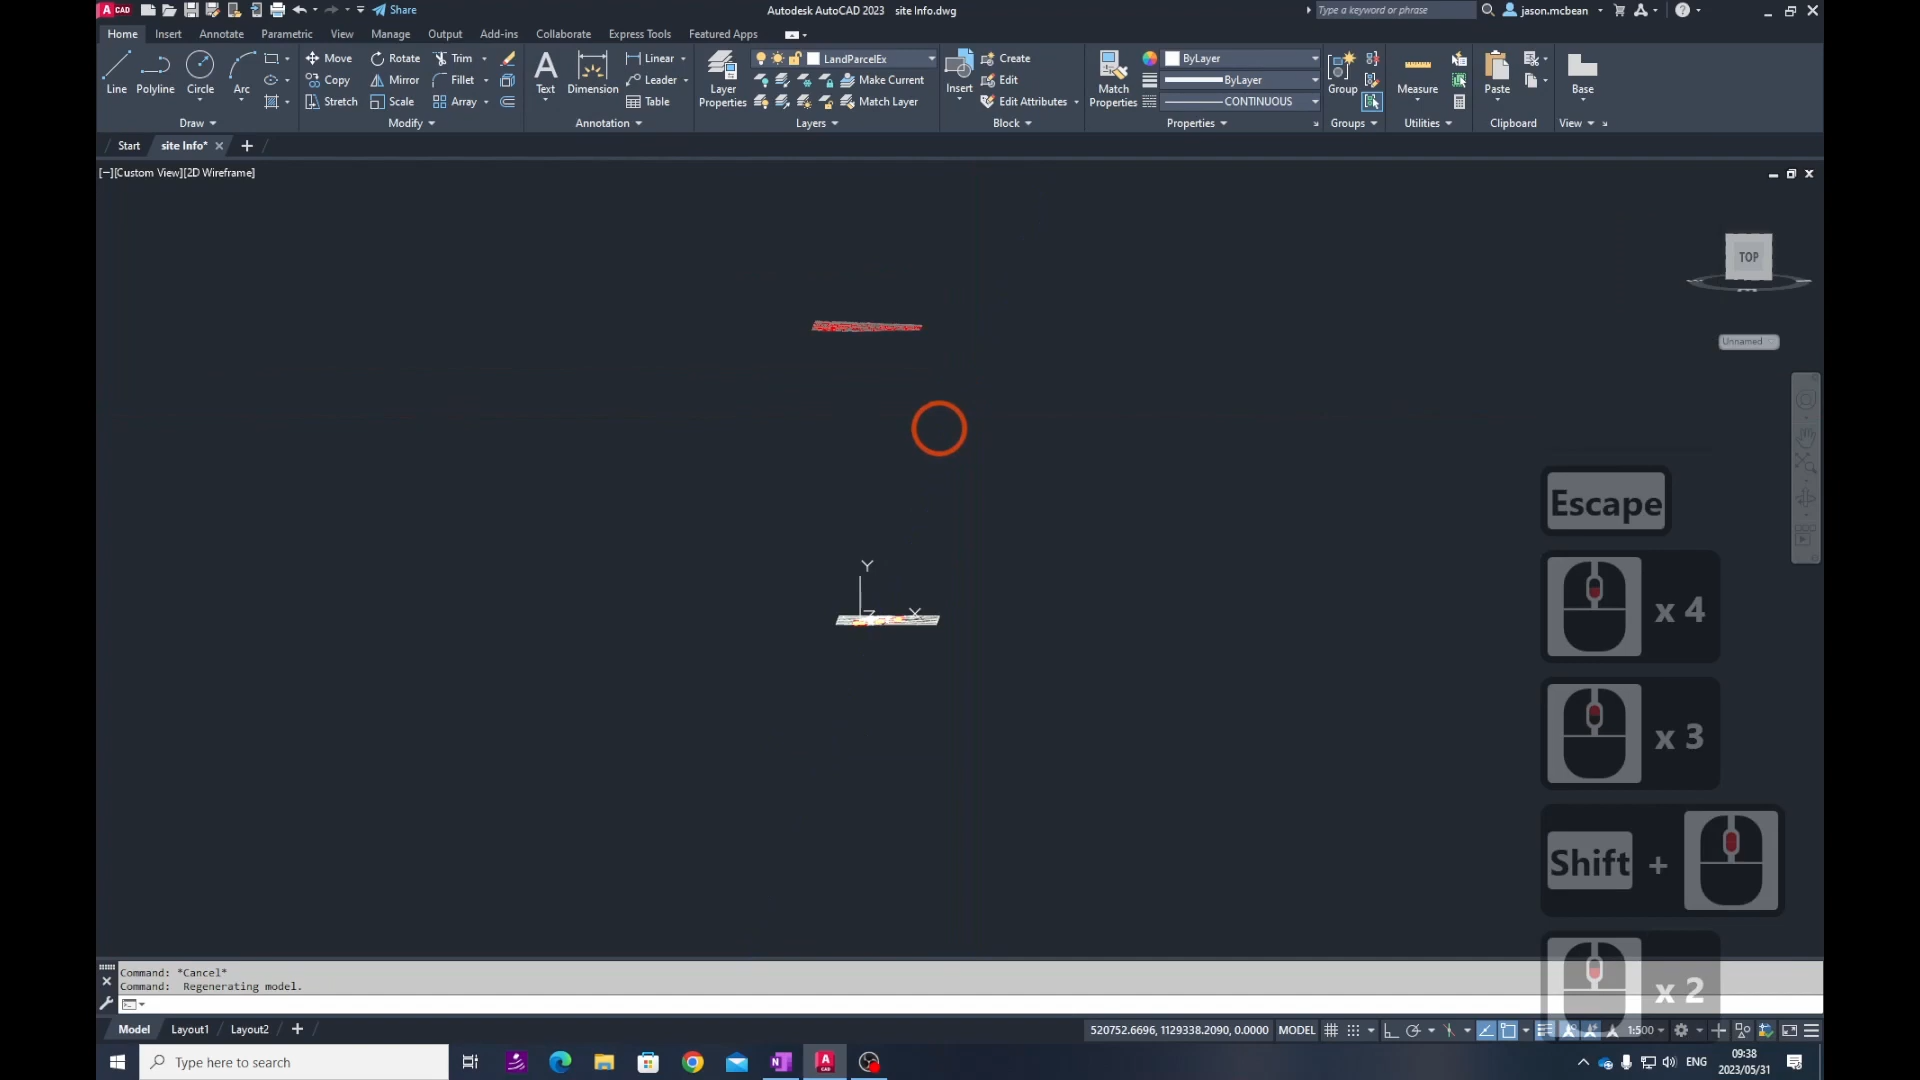 CAD
Share
Autodesk AutoCAD 2023 site Info.dwg
Type a keyword or phrase
jason.mcbean
Home Insert Annotate Parametric View Manage Output Add-ins Collaborate Express Tools Featured Apps
Line Polyline Circle Arc
Move Rotate Trim
Copy Mirror Fillet
Stretch Scale Array
Text Dimension
Linear
Leader
Table
Layer Properties
LandParcelEx
Make Current
Match Layer
Insert
Create
Edit
Edit Attributes
Match Properties
ByLayer
ByLayer
CONTINUOUS
Group
Measure
Paste
Base
Draw Modify Annotation Layers Block Properties Groups Utilities Clipboard View
Start site Info*
[−][Custom View][2D Wireframe]
TOP
Unnamed
Y
Z X
Escape
x 4
x 3
Shift +
x 2
Command: *Cancel*
Command: Regenerating model.
Model Layout1 Layout2
520752.6696, 1129338.2090, 0.0000 MODEL
1:500
Type here to search
ENG
09:38
2023/05/31